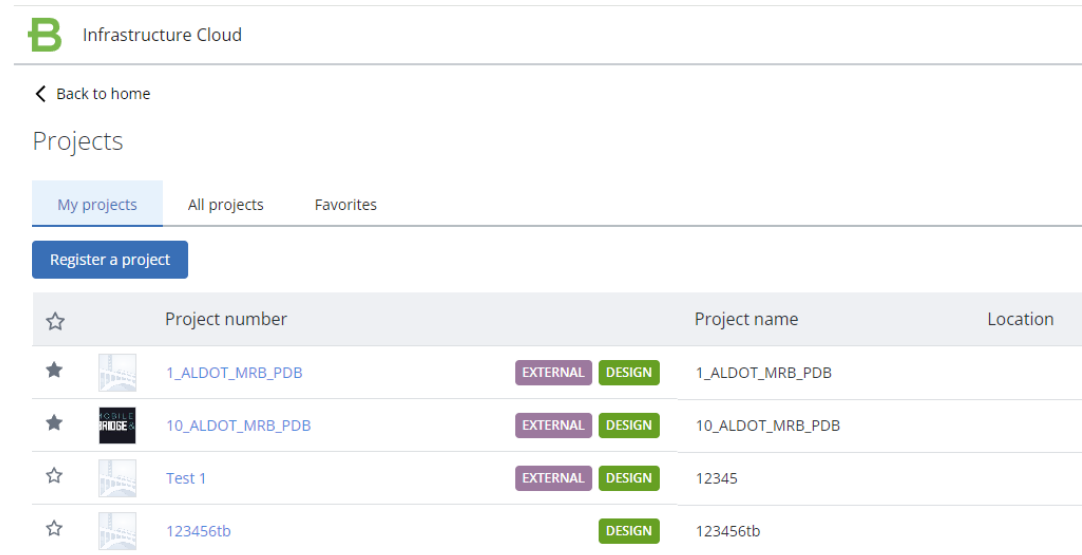 B Infrastructure Cloud
Back to home
Projects
My projects All projects Favorites
Register a project
Project number Project name Location
1_ALDOT_MRB_PDB EXTERNAL DESIGN 1_ALDOT_MRB_PDB
10_ALDOT_MRB_PDB EXTERNAL DESIGN 10_ALDOT_MRB_PDB
Test 1 EXTERNAL DESIGN 12345
123456tb DESIGN 123456tb